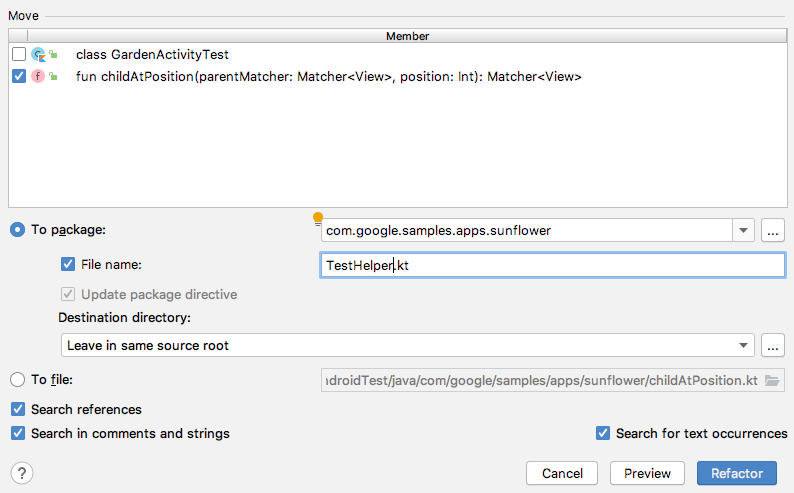 Move
Member
class GardenActivityTest
fun childAtPosition(parentMatcher: Matcher<View>, position: Int): Matcher<View>
To package:
com.google.samples.apps.sunflower
...
File name:
TestHelper.kt
Update package directive
Destination directory:
Leave in same source root
...
To file:
ndroidTest/java/com/google/samples/apps/sunflower/childAtPosition.kt
Search references
Search in comments and strings
Search for text occurrences
?
Cancel
Preview
Refactor